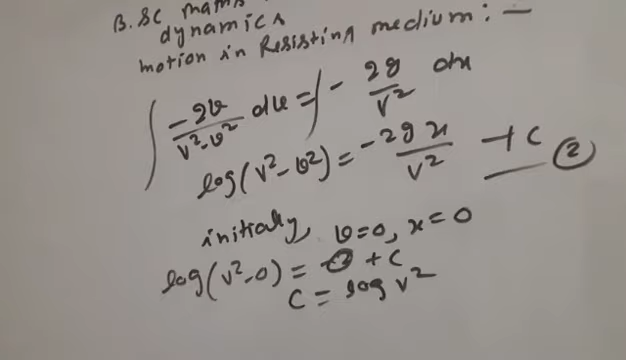 B.SC maths
dynamics
motion in Resisting medium: —
∫ -2v/(V²-v²) dv = ∫ - 2g/V² dx
log(V²-v²) = -2gx/V² + C ②
initially, v=0, x=0
log(V²-0) = 0 + C
C = log V²